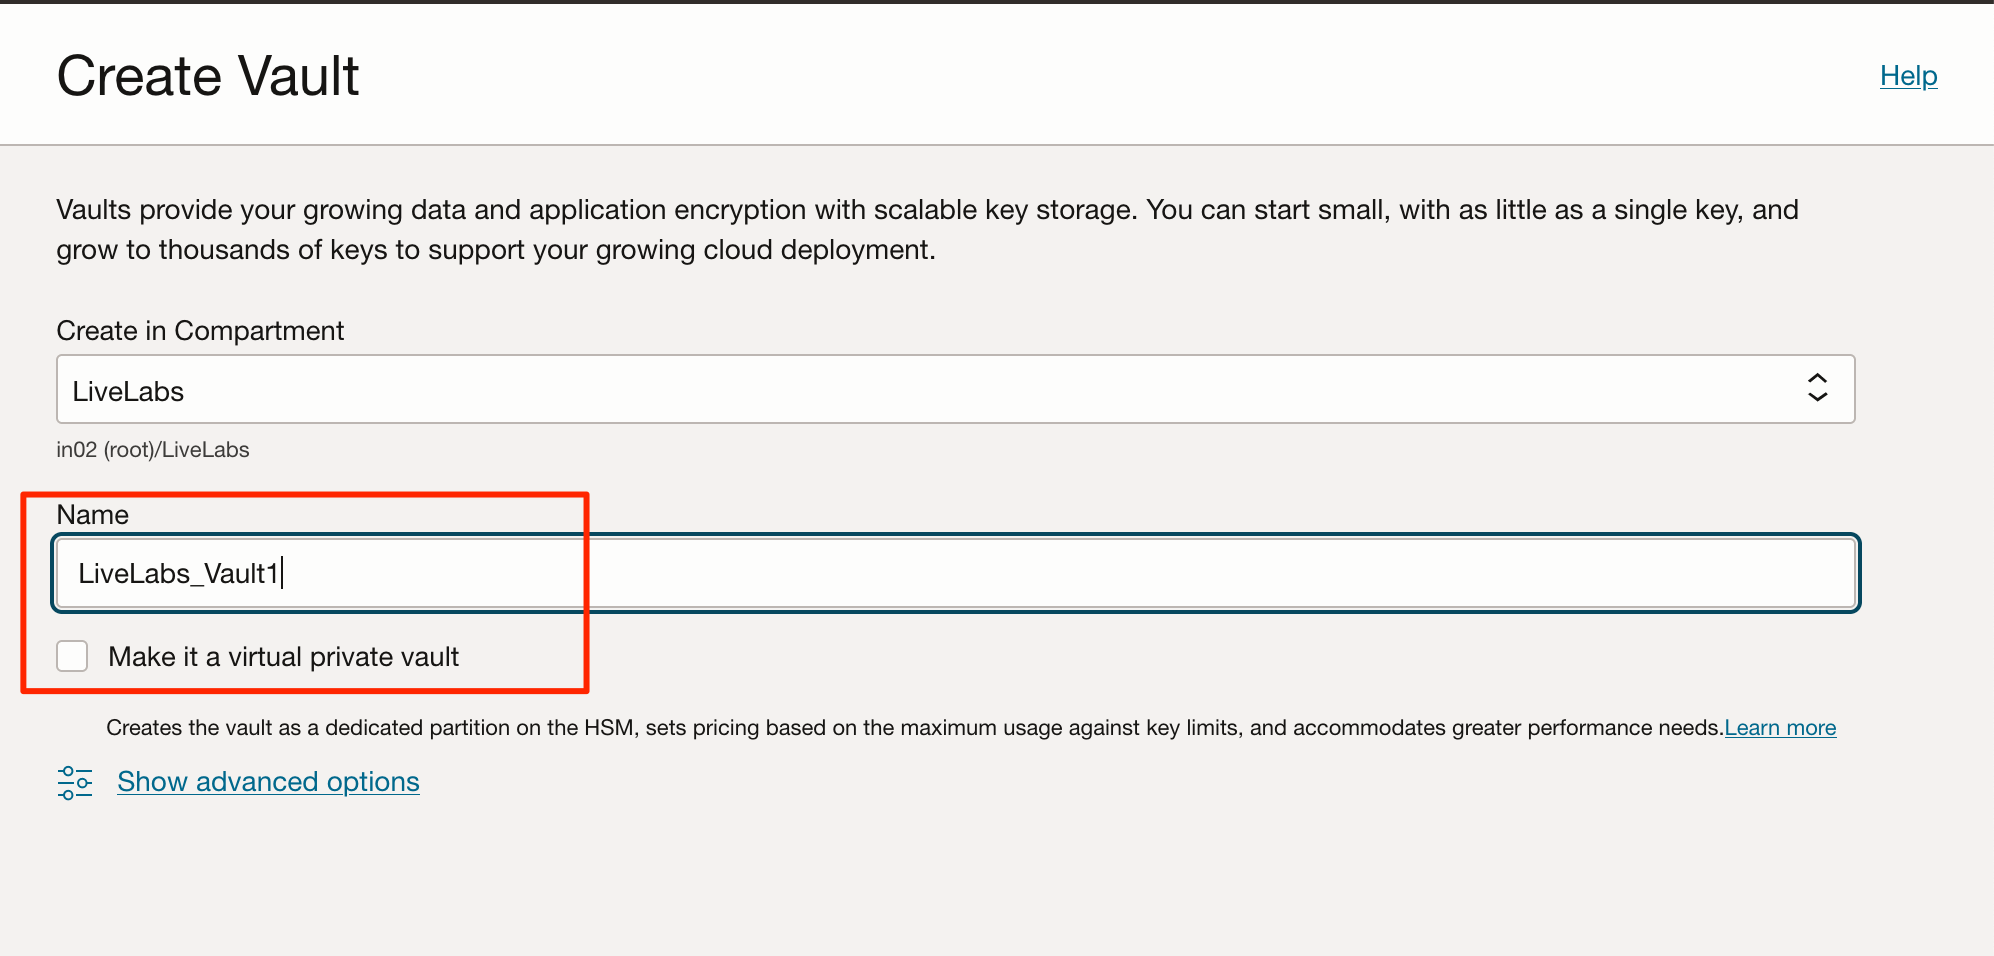 Create Vault
Help
Vaults provide your growing data and application encryption with scalable key storage. You can start small, with as little as a single key, and
grow to thousands of keys to support your growing cloud deployment.
Create in Compartment
LiveLabs
in02 (root)/LiveLabs
Name
LiveLabs_Vault1
Make it a virtual private vault
Creates the vault as a dedicated partition on the HSM, sets pricing based on the maximum usage against key limits, and accommodates greater performance needs.Learn more
Show advanced options